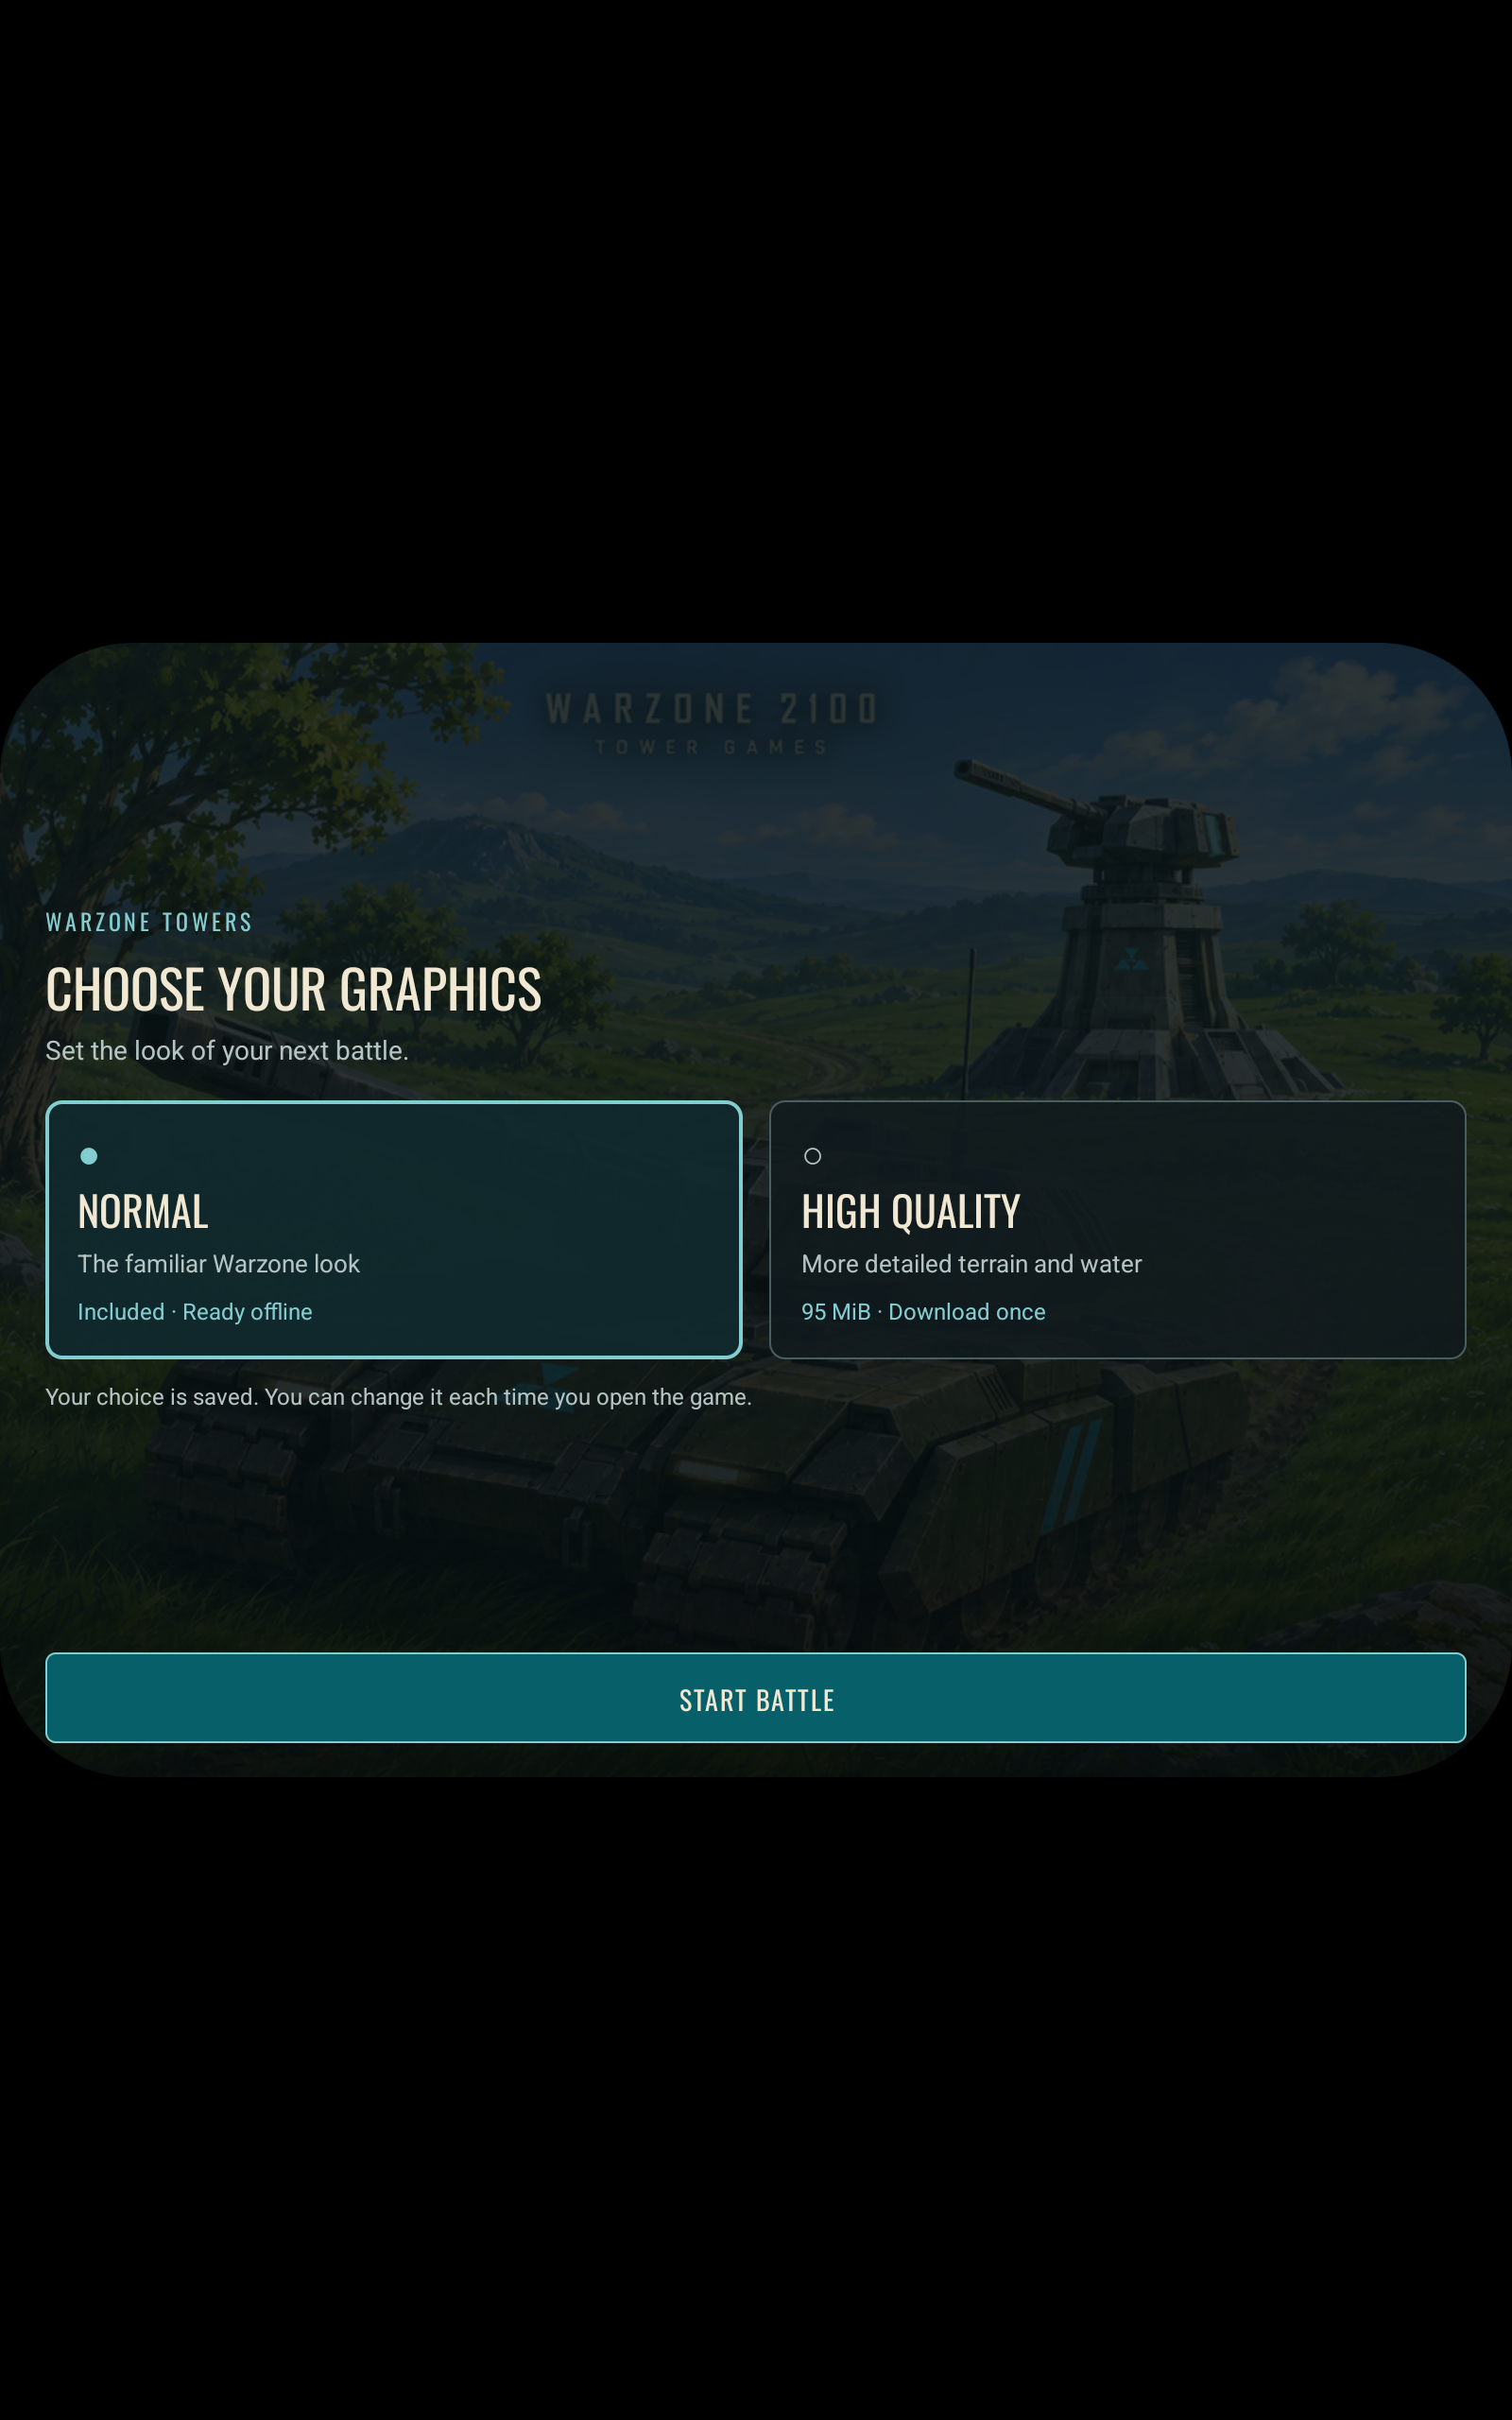 WARZONE 2100
TOWER GAMES
WARZONE TOWERS
CHOOSE YOUR GRAPHICS
Set the look of your next battle.
NORMAL
The familiar Warzone look
Included · Ready offline
HIGH QUALITY
More detailed terrain and water
95 MiB · Download once
Your choice is saved. You can change it each time you open the game.
START BATTLE